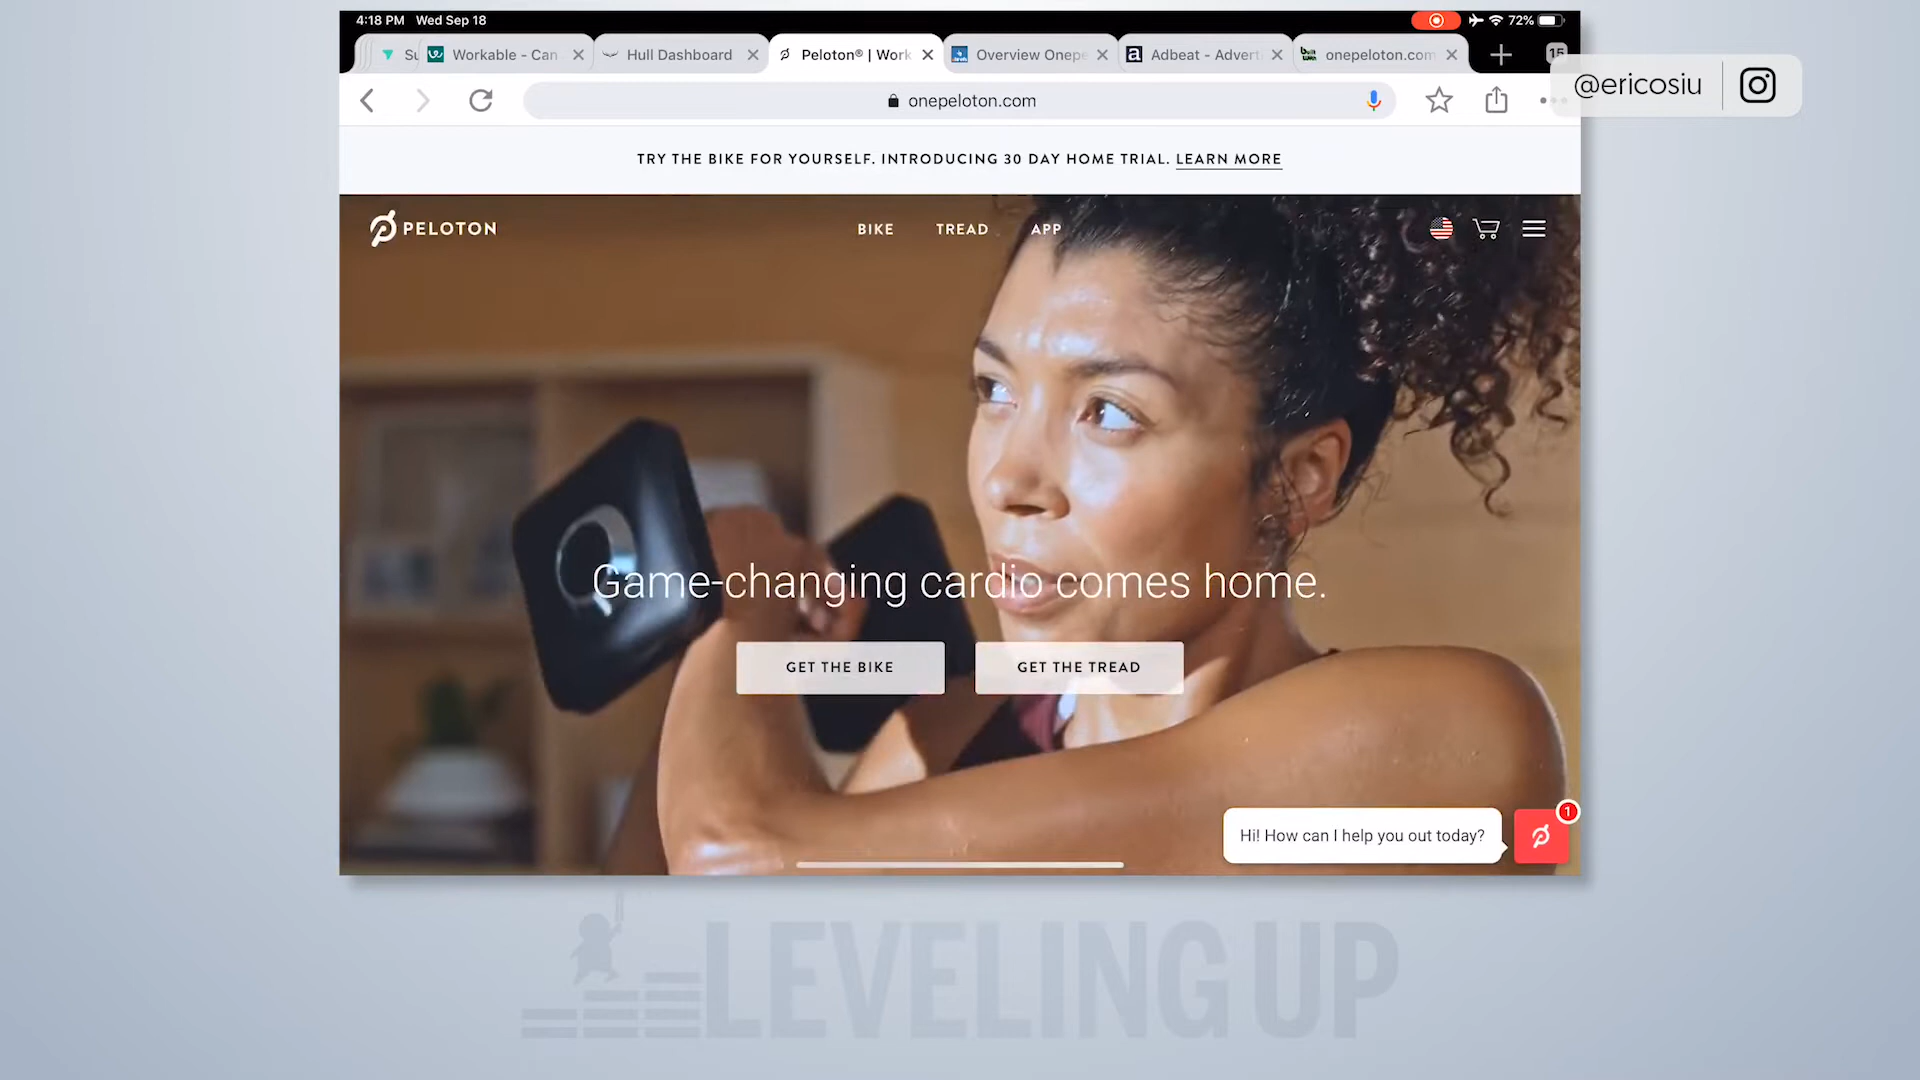 4:18 PM Wed Sep 18
72%
Su
Workable - Can
Hull Dashboard
Peloton® | Work
Overview Onepe
Adbeat - Advert
onepeloton.com
15
@ericosiu
onepeloton.com
TRY THE BIKE FOR YOURSELF. INTRODUCING 30 DAY HOME TRIAL. LEARN MORE
PELOTON
BIKE
TREAD
APP
Game-changing cardio comes home.
GET THE BIKE
GET THE TREAD
Hi! How can I help you out today?
1
LEVELING UP